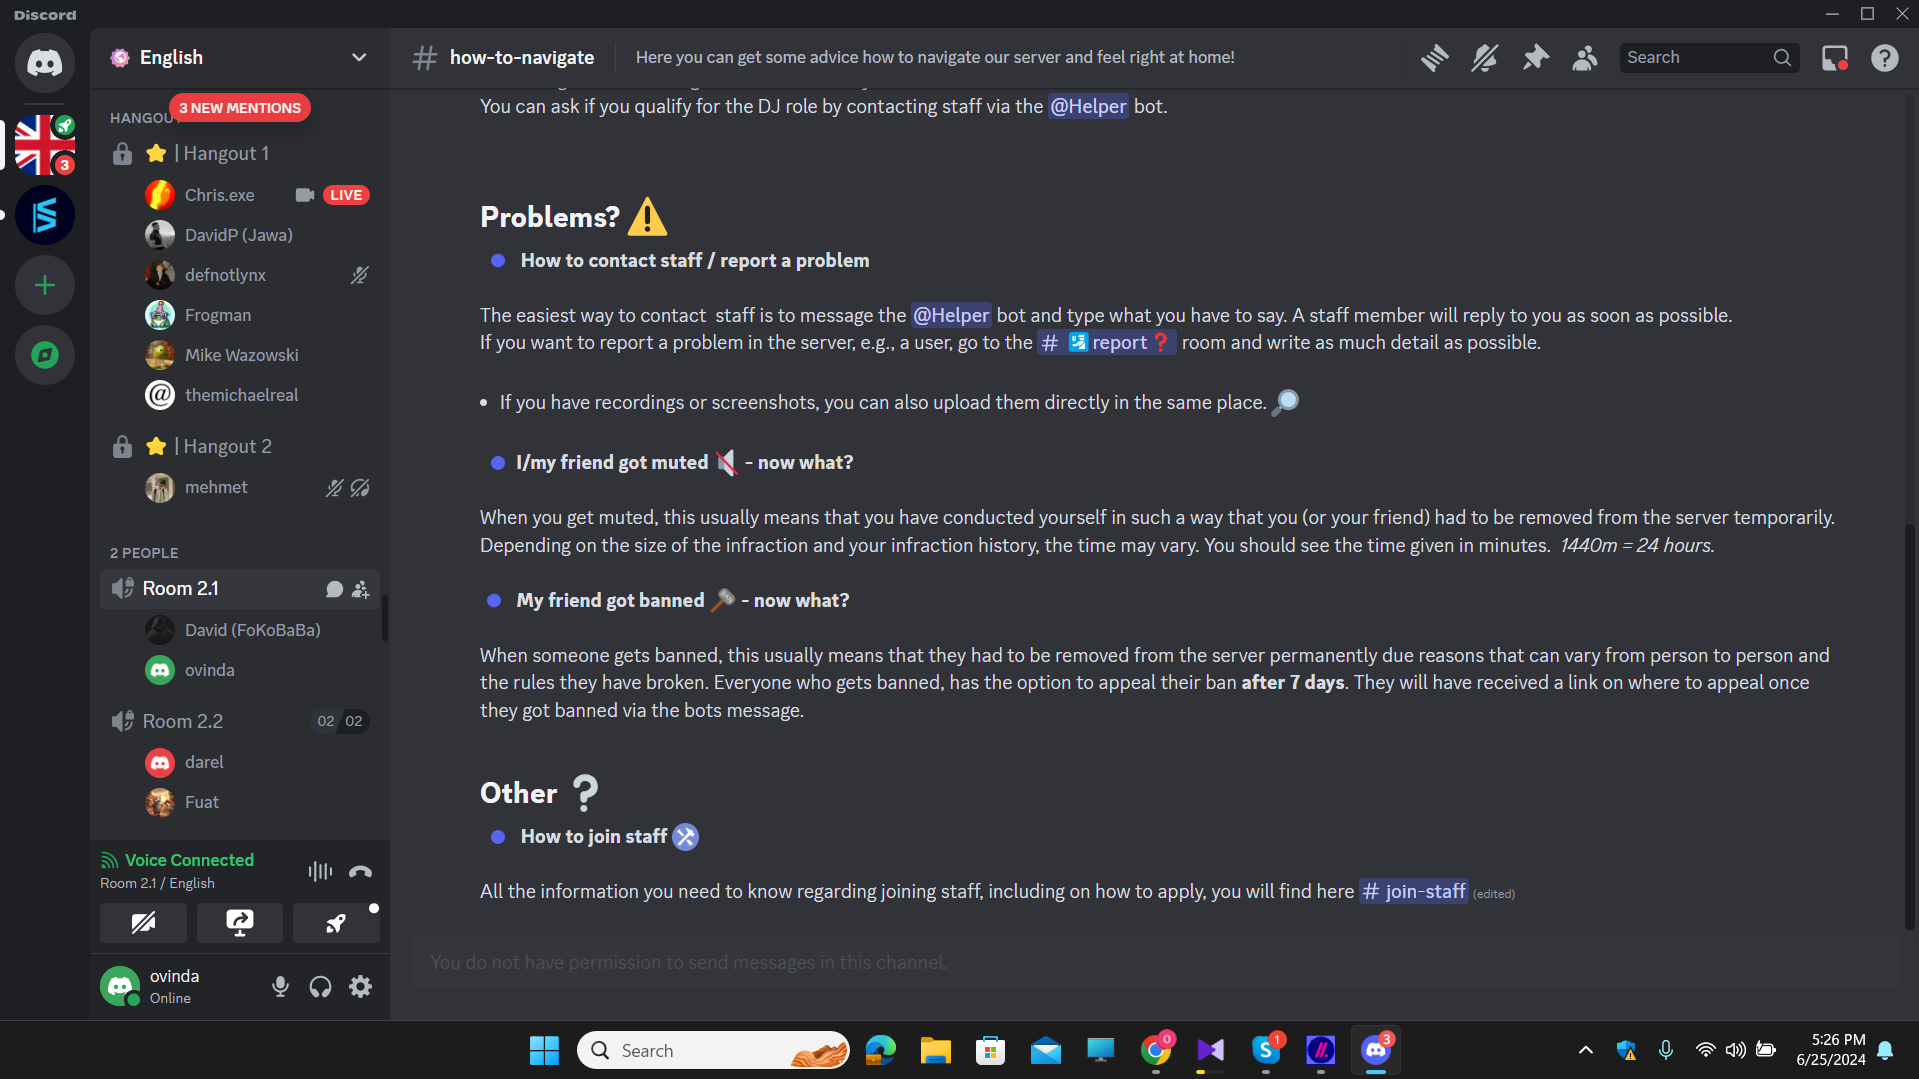 Discord
English
how-to-navigate
Here you can get some advice how to navigate our server and feel right at home!
Search
3 NEW MENTIONS
HANGOU
| Hangout 1
Chris.exe
LIVE
DavidP (Jawa)
defnotlynx
Frogman
Mike Wazowski
@ themichaelreal
| Hangout 2
mehmet
2 PEOPLE
Room 2.1
David (FoKoBaBa)
ovinda
Room 2.2
02 02
darel
Fuat
Voice Connected
Room 2.1 / English
ovinda
Online
3
You can ask if you qualify for the DJ role by contacting staff via the @Helper bot.
Problems?
How to contact staff / report a problem
The easiest way to contact staff is to message the @Helper bot and type what you have to say. A staff member will reply to you as soon as possible.
If you want to report a problem in the server, e.g., a user, go to the # report❓ room and write as much detail as possible.
• If you have recordings or screenshots, you can also upload them directly in the same place.
I/my friend got muted - now what?
When you get muted, this usually means that you have conducted yourself in such a way that you (or your friend) had to be removed from the server temporarily.
Depending on the size of the infraction and your infraction history, the time may vary. You should see the time given in minutes. 1440m = 24 hours.
My friend got banned - now what?
When someone gets banned, this usually means that they had to be removed from the server permanently due reasons that can vary from person to person and
the rules they have broken. Everyone who gets banned, has the option to appeal their ban after 7 days. They will have received a link on where to appeal once
they got banned via the bots message.
Other ?
How to join staff
All the information you need to know regarding joining staff, including on how to apply, you will find here # join-staff (edited)
You do not have permission to send messages in this channel.
Search
0
1
3
5:26 PM
6/25/2024